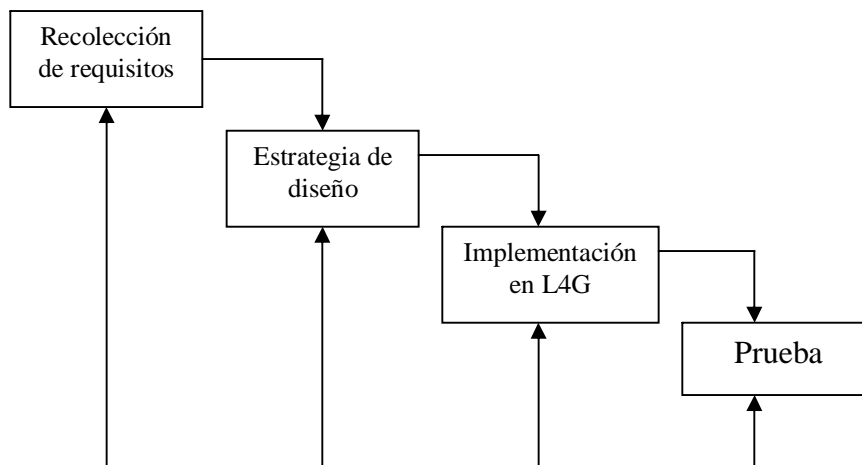 Recolección
de requisitos
Estrategia de
diseño
Implementación
en L4G
Prueba